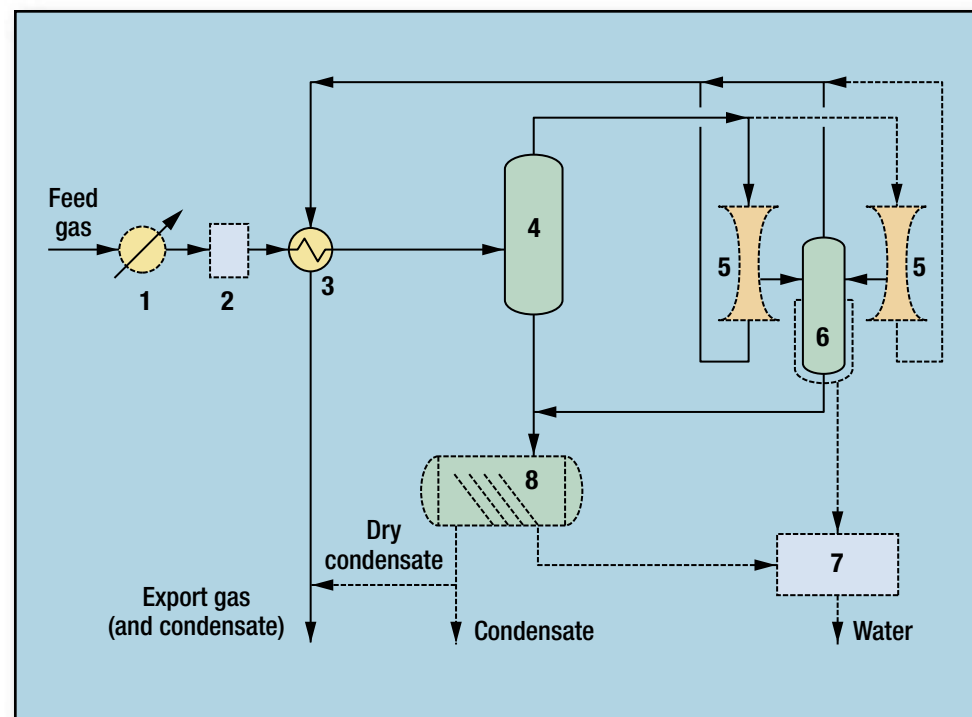 Feed
gas
1
2
3
4
5
5
6
8
7
Dry
condensate
Export gas
(and condensate)
Condensate
Water